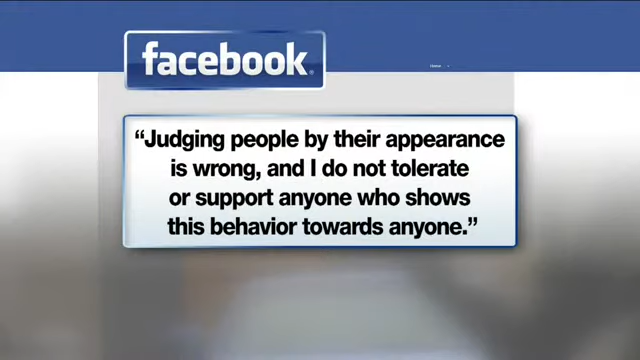 facebook
Home
“Judging people by their appearance
is wrong, and I do not tolerate
or support anyone who shows
this behavior towards anyone.”